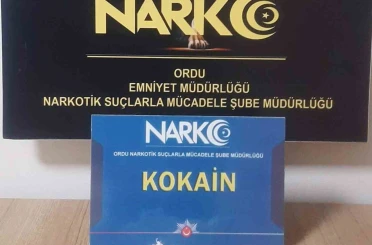 NARKO
ORDU
EMNİYET MÜDÜRLÜĞÜ
NARKOTİK SUÇLARLA MÜCADELE ŞUBE MÜDÜRLÜĞÜ
NARKO
ORDU NARKOTİK SUÇLARLA MÜCADELE ŞUBE MÜDÜRLÜĞÜ
KOKAİN